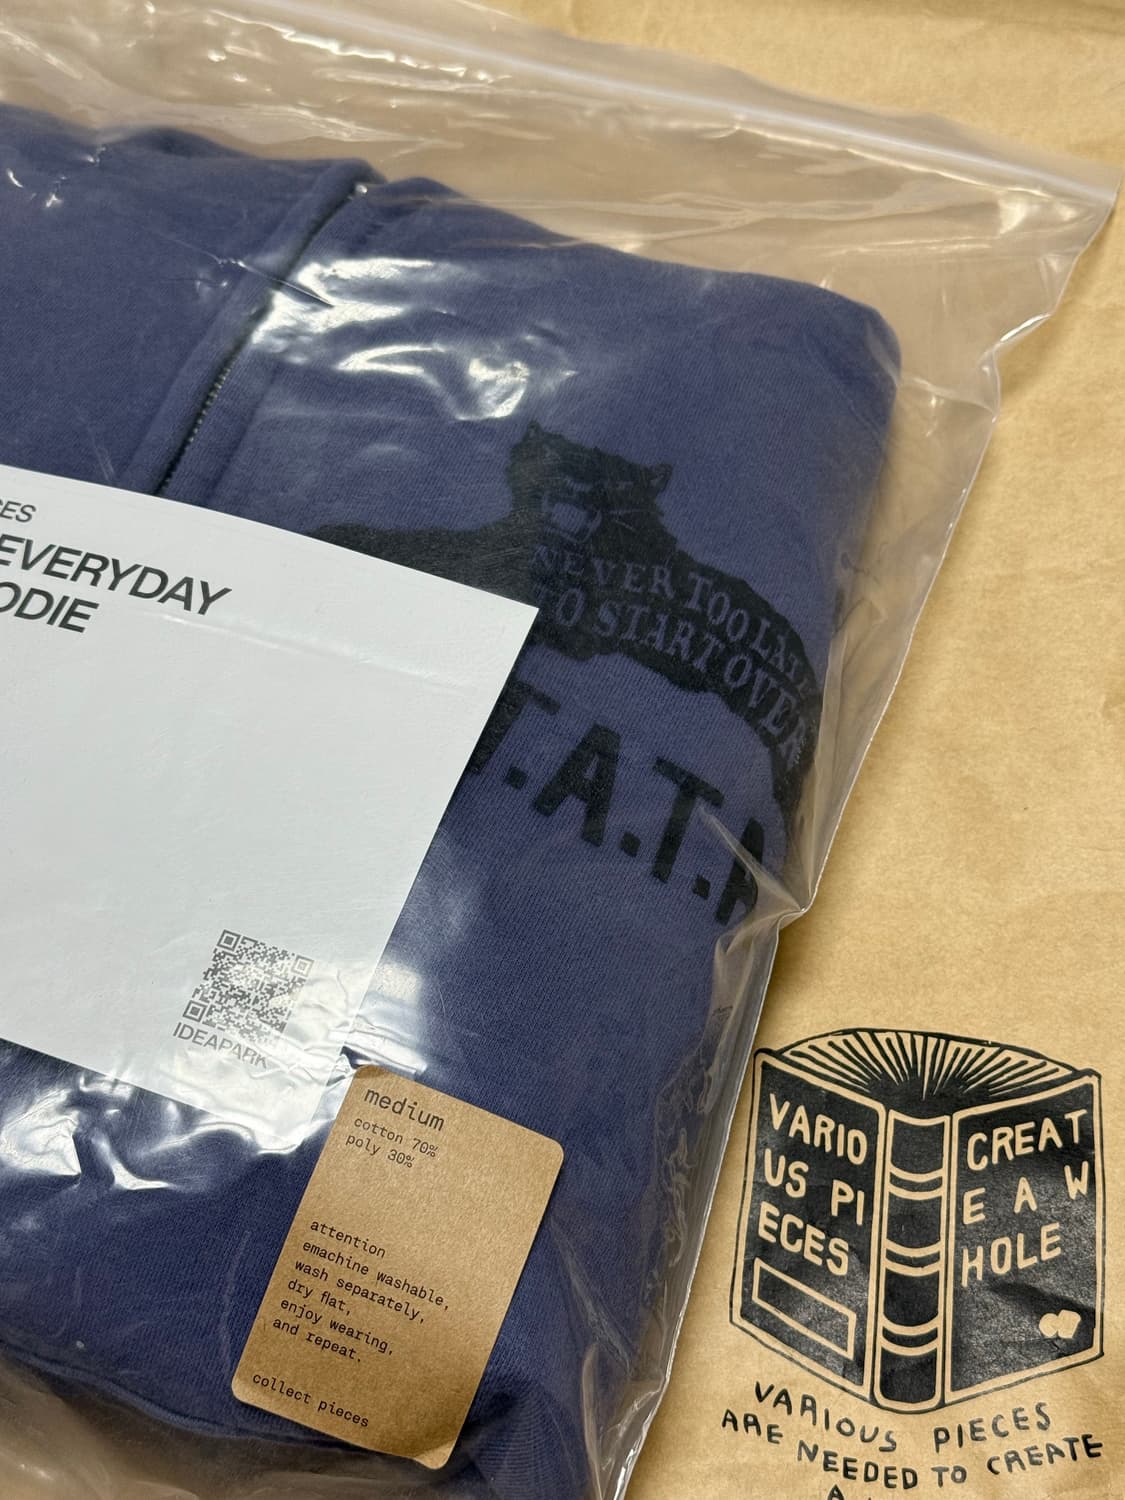 CES
EVERYDAY
ODIE
IDEAPARK
NEVER TOO LATE
TO START OVER
T.A.T.A
medium
cotton 70%
poly 30%
attention
emachine washable,
wash separately,
dry flat,
enjoy wearing,
and repeat.
collect pieces
VARIO
US PI
ECES
CREAT
E A W
HOLE
VARIOUS PIECES
ARE NEEDED TO CREATE
A